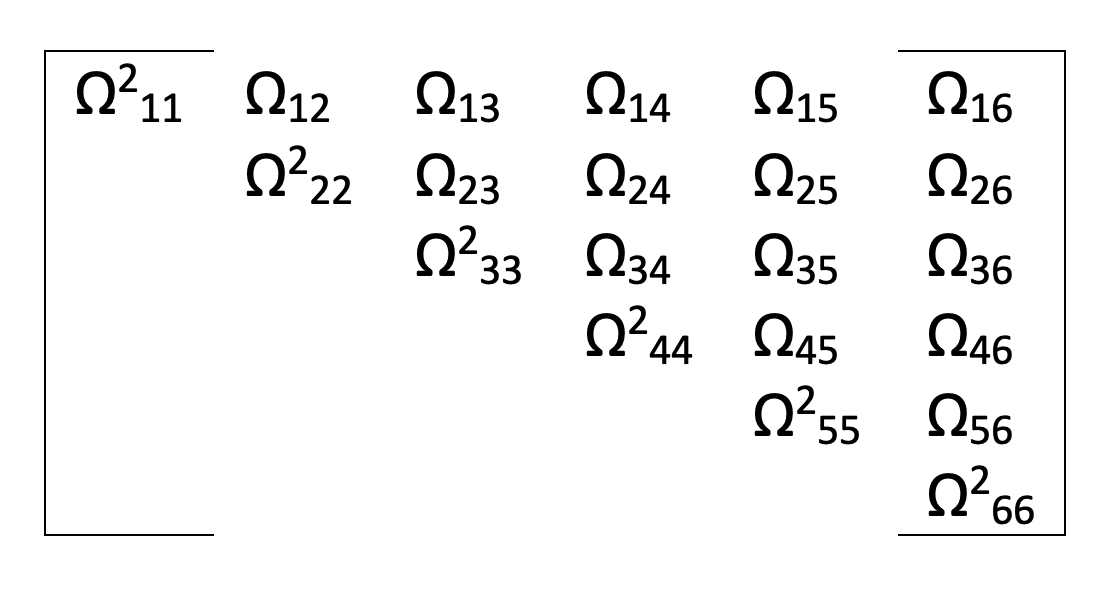 Ω²₁₁ Ω₁₂ Ω₁₃ Ω₁₄ Ω₁₅ Ω₁₆
Ω²₂₂ Ω₂₃ Ω₂₄ Ω₂₅ Ω₂₆
Ω²₃₃ Ω₃₄ Ω₃₅ Ω₃₆
Ω²₄₄ Ω₄₅ Ω₄₆
Ω²₅₅ Ω₅₆
Ω²₆₆